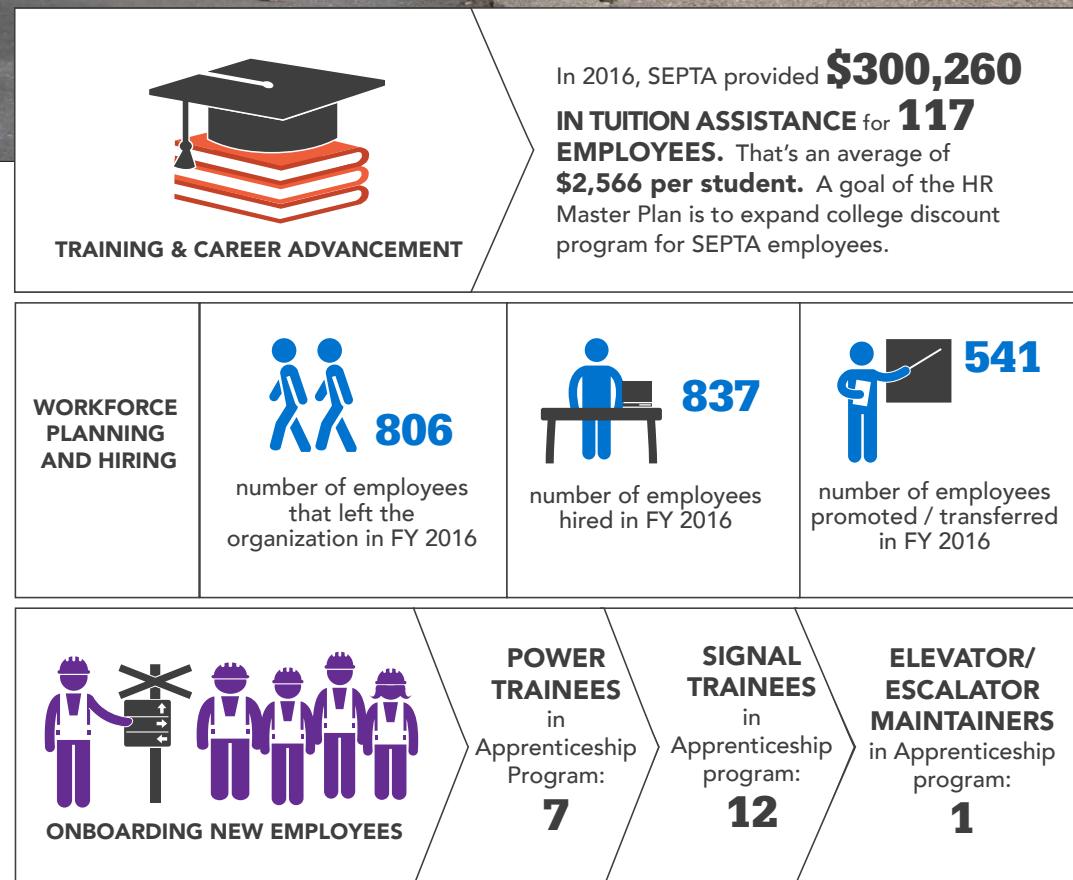 In 2016, SEPTA provided $300,260
IN TUITION ASSISTANCE for 117
EMPLOYEES. That's an average of
$2,566 per student. A goal of the HR
Master Plan is to expand college discount
program for SEPTA employees.
TRAINING & CAREER ADVANCEMENT
WORKFORCE
PLANNING
AND HIRING
806
number of employees
that left the
organization in FY 2016
837
number of employees
hired in FY 2016
541
number of employees
promoted / transferred
in FY 2016
ONBOARDING NEW EMPLOYEES
POWER
TRAINEES
in
Apprenticeship
Program:
7
SIGNAL
TRAINEES
in
Apprenticeship
program:
12
ELEVATOR/
ESCALATOR
MAINTAINERS
in Apprenticeship
program:
1